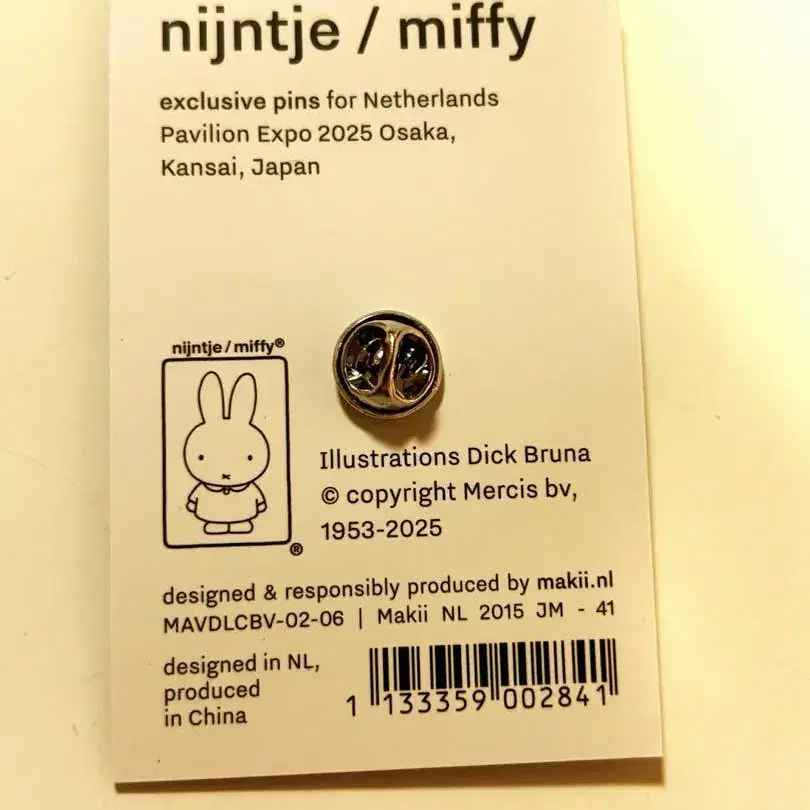 nijntje / miffy
exclusive pins for Netherlands
Pavilion Expo 2025 Osaka,
Kansai, Japan
nijntje / miffy®
®
Illustrations Dick Bruna
© copyright Mercis bv,
1953-2025
designed & responsibly produced by makii.nl
MAVDLCBV-02-06 | Makii NL 2015 JM - 41
designed in NL,
produced
in China
1 133359 002841